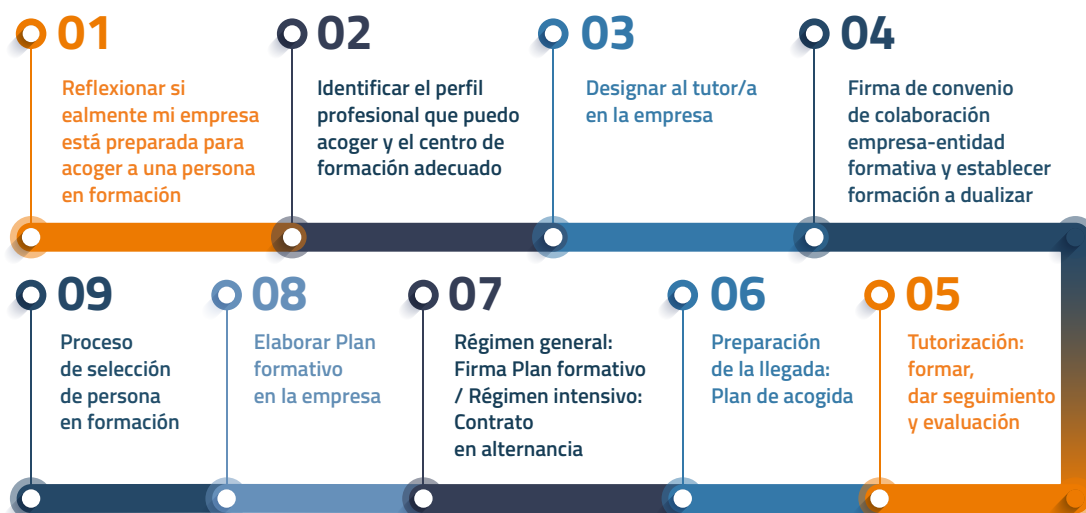 01
Reflexionar si
ealmente mi empresa
está preparada para
acoger a una persona
en formación
02
Identificar el perfil
profesional que puedo
acoger y el centro de
formación adecuado
03
Designar al tutor/a
en la empresa
04
Firma de convenio
de colaboración
empresa-entidad
formativa y establecer
formación a dualizar
09
Proceso
de selección
de persona
en formación
08
Elaborar Plan
formativo
en la empresa
07
Régimen general:
Firma Plan formativo
/ Régimen intensivo:
Contrato
en alternancia
06
Preparación
de la llegada:
Plan de acogida
05
Tutorización:
formar,
dar seguimiento
y evaluación